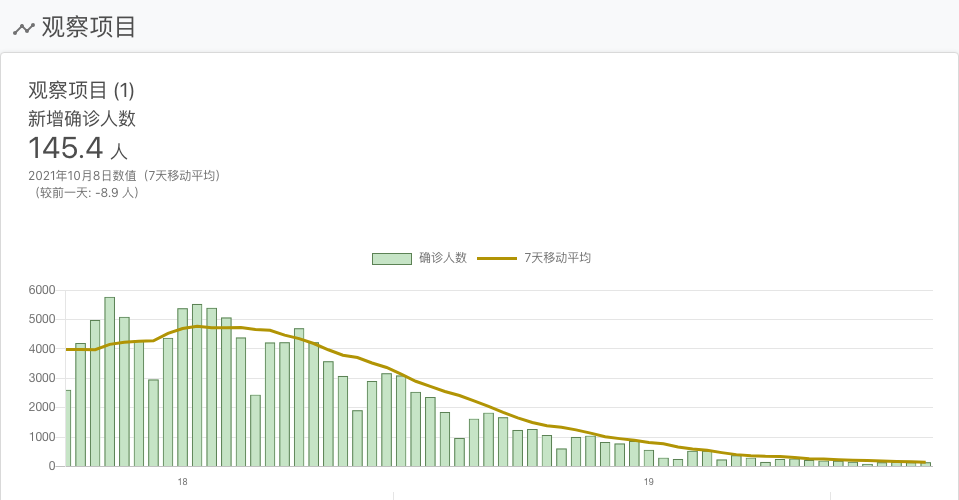 观察项目
观察项目 (1)
新增确诊人数
145.4 人
2021年10月8日数值（7天移动平均）
（较前一天: -8.9 人）
确诊人数 7天移动平均
6000
5000
4000
3000
2000
1000
0
18 19